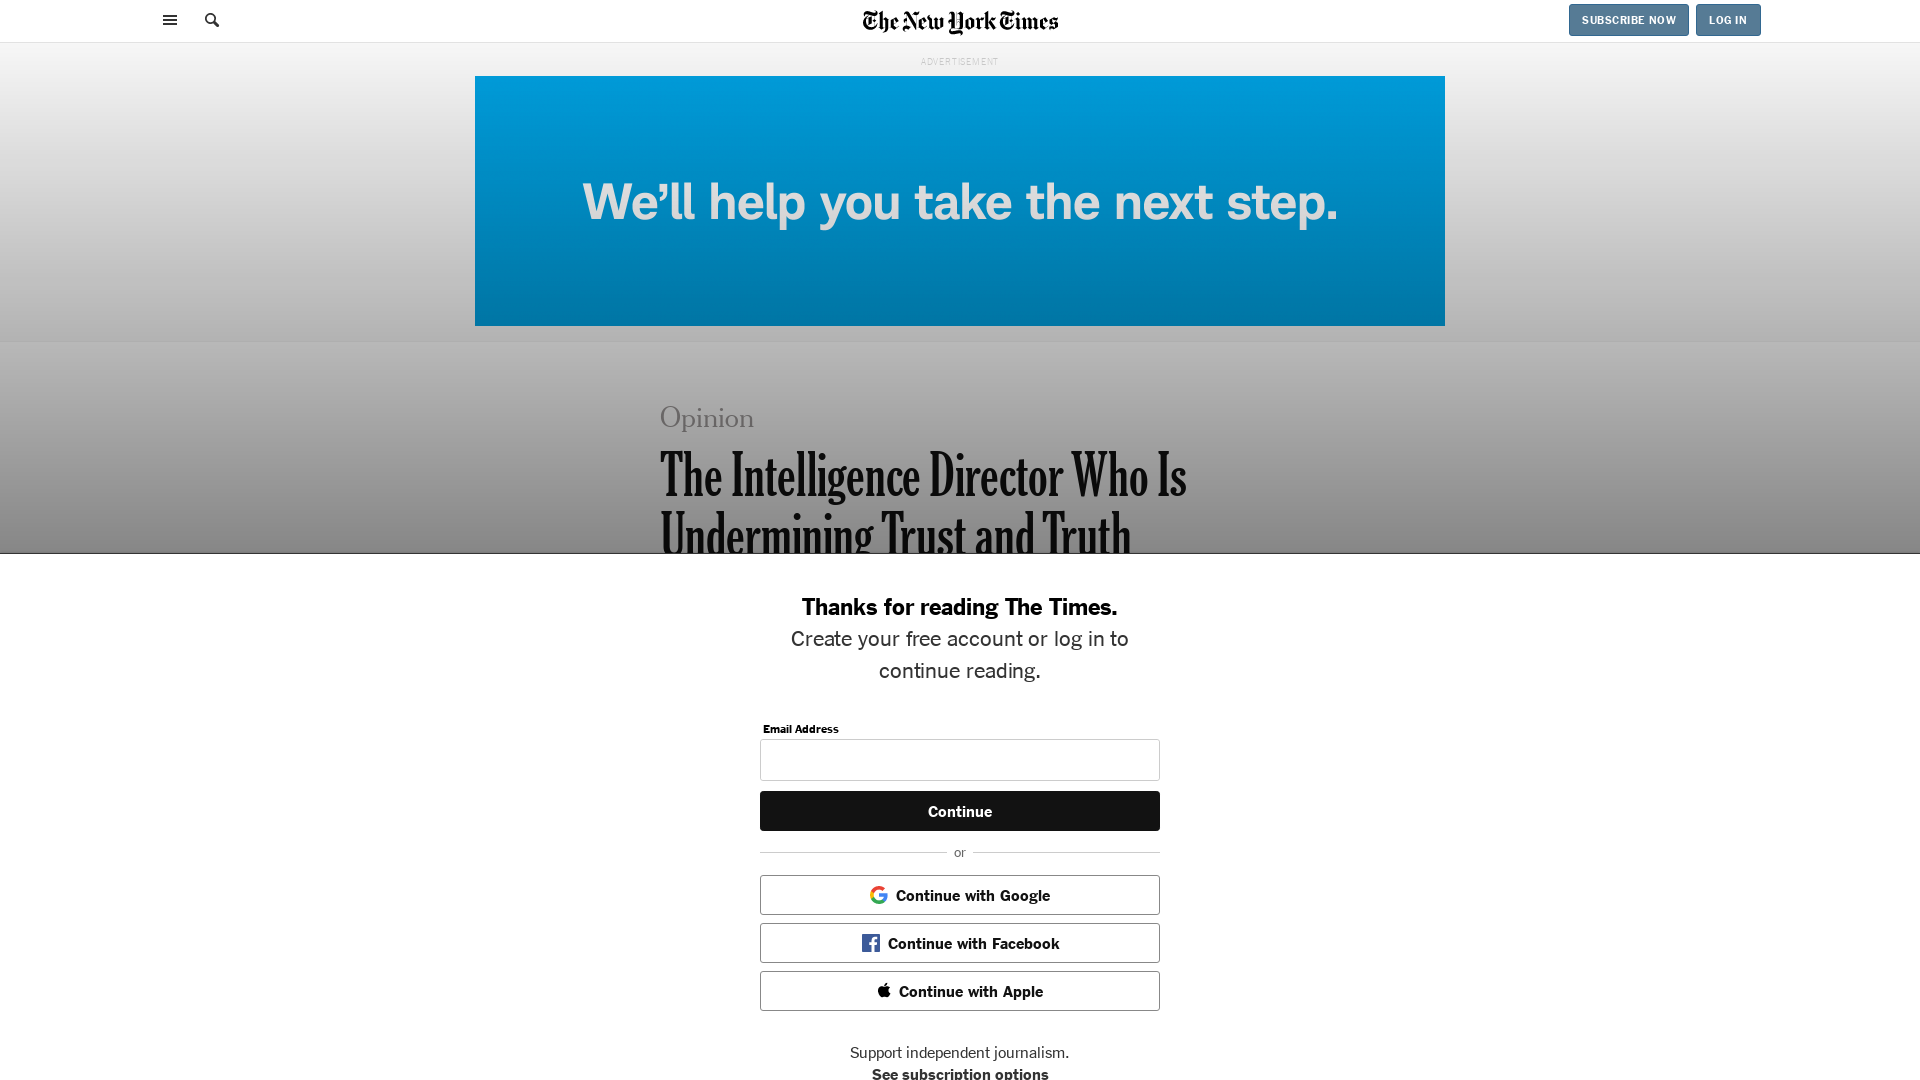 The New York Times
SUBSCRIBE NOW
LOG IN
ADVERTISEMENT
We'll help you take the next step.
Opinion
The Intelligence Director Who Is
Undermining Trust and Truth
Thanks for reading The Times.
Create your free account or log in to
continue reading.
Email Address
Continue
or
Continue with Google
Continue with Facebook
Continue with Apple
Support independent journalism.
See subscription options